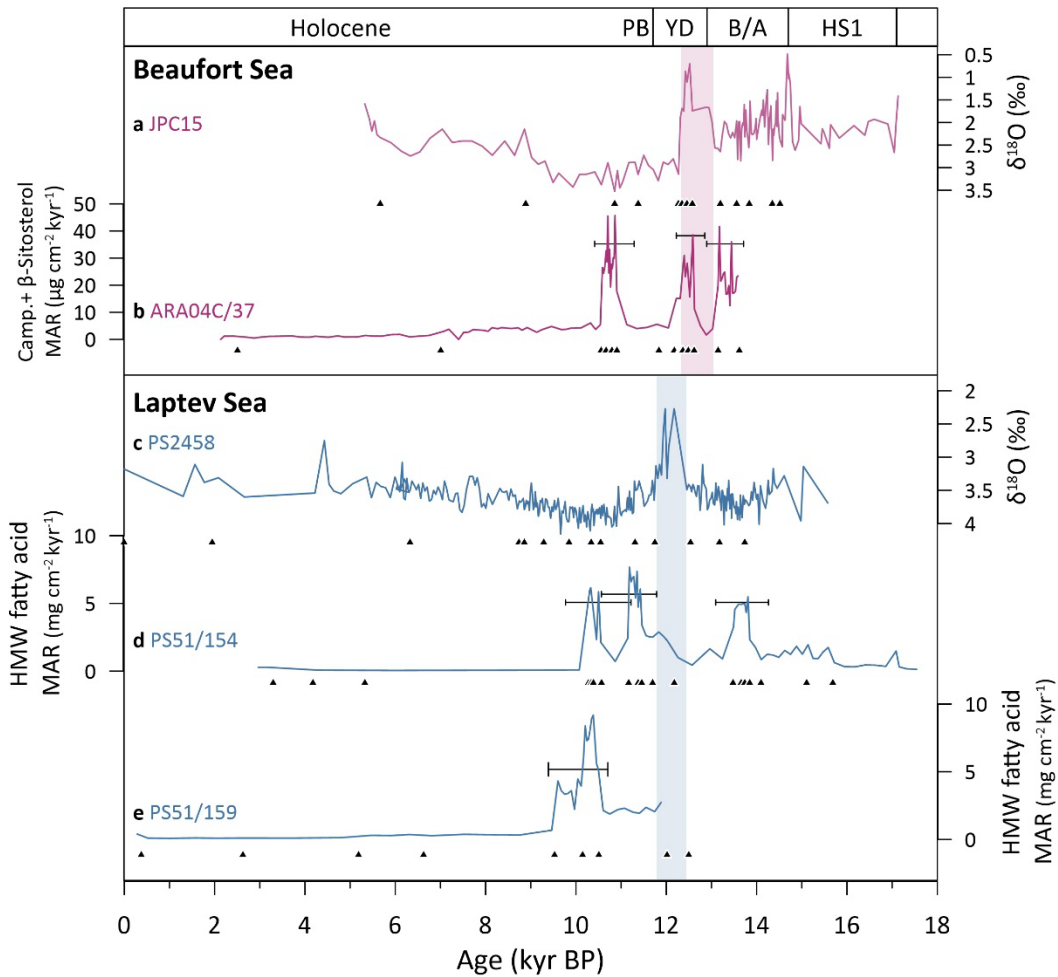 Holocene PB YD B/A HS1
Beaufort Sea
a JPC15
0.5
1
1.5
2
2.5
3
3.5
δ¹⁸O (‰)
Camp.+ β-Sitosterol
MAR (µg cm⁻² kyr⁻¹)
50
40
30
20
10
0
b ARA04C/37
Laptev Sea
c PS2458
2
2.5
3
3.5
4
δ¹⁸O (‰)
HMW fatty acid
MAR (mg cm⁻² kyr⁻¹)
10
5
0
d PS51/154
HMW fatty acid
MAR (mg cm⁻² kyr⁻¹)
10
5
0
e PS51/159
0 2 4 6 8 10 12 14 16 18
Age (kyr BP)